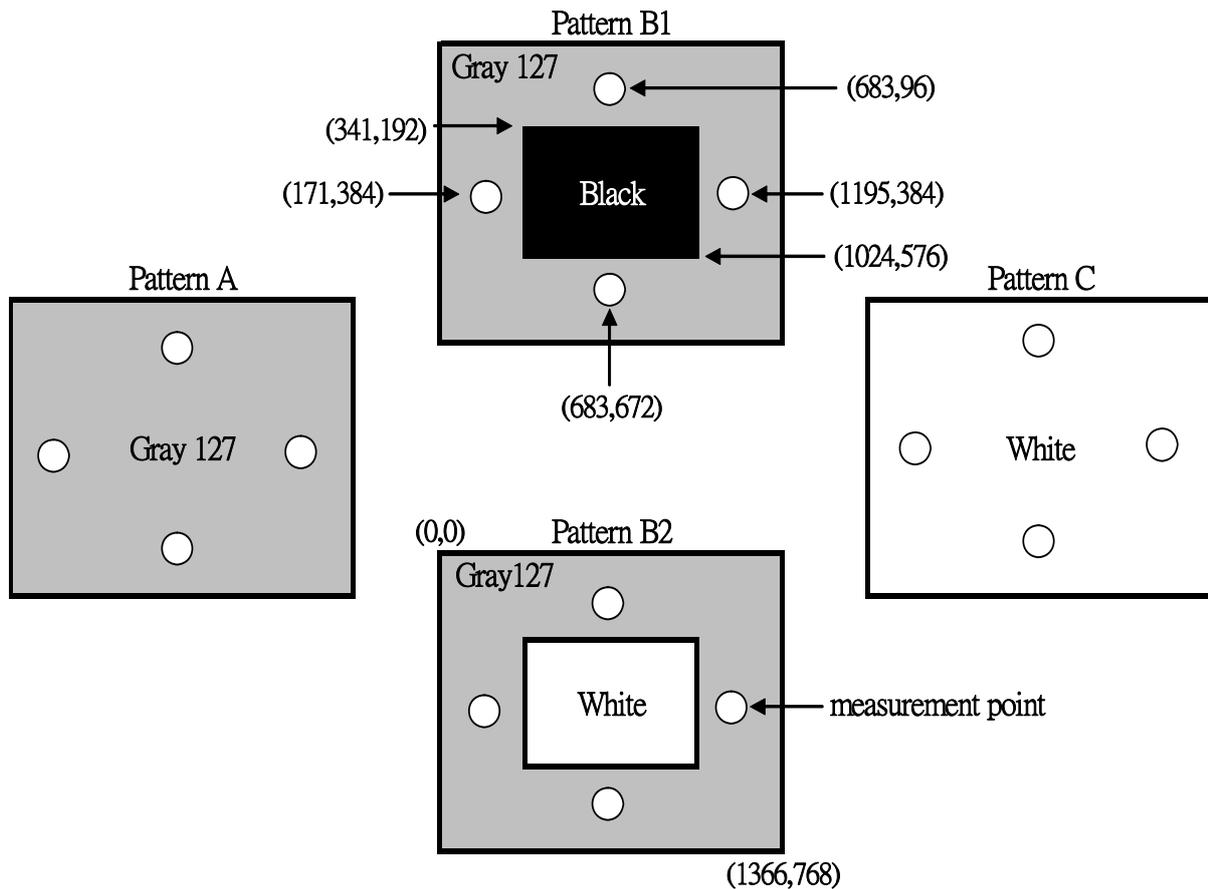 Pattern B1
Gray 127
(683,96)
(341,192)
(171,384)
Black
(1195,384)
(1024,576)
(683,672)
Pattern A
Gray 127
Pattern C
White
(0,0)
Pattern B2
Gray127
White
measurement point
(1366,768)